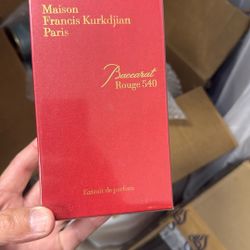 Maison
Francis Kurkdjian
Paris
Baccarat
Rouge 540
Extrait de parfum